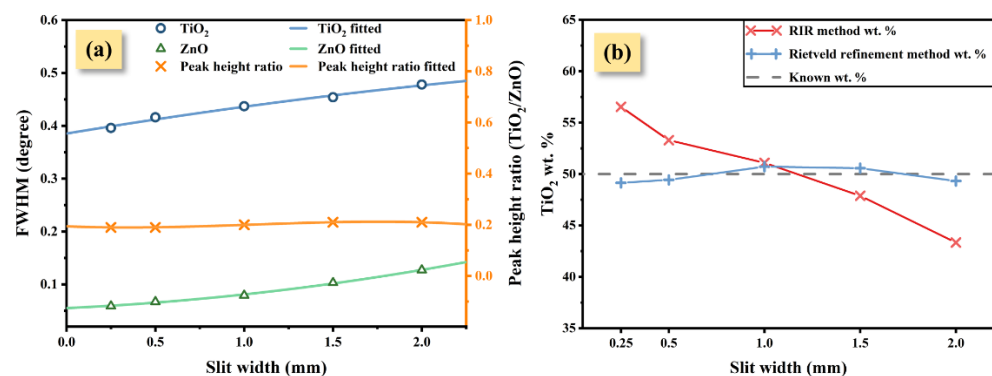 (a)
TiO₂
TiO₂ fitted
ZnO
ZnO fitted
Peak height ratio
Peak height ratio fitted
FWHM (degree)
0.6
0.5
0.4
0.3
0.2
0.1
0.0
0.5
1.0
1.5
2.0
Slit width (mm)
1.0
0.8
0.6
0.4
0.2
0.0
Peak height ratio (TiO₂/ZnO)
(b)
RIR method wt. %
Rietveld refinement method wt. %
Known wt. %
TiO₂ wt. %
65
60
55
50
45
40
35
0.25
0.5
1.0
1.5
2.0
Slit width (mm)